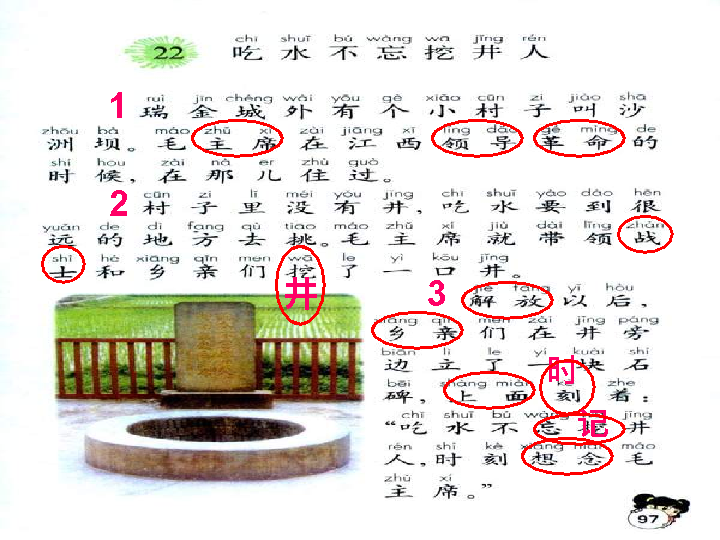 chī shuǐ bú wàng wā jǐng rén
22 吃水不忘挖井人
ruì jīn chéng wài yǒu gè xiǎo cūn zi jiào shā
1 瑞金城外有个小村子叫沙
zhōu bà máo zhǔ xí zài jiāng xī lǐng dǎo gé mìng de
洲坝。毛主席在江西领导革命的
shí hou zài nà er zhù guò
时候,在那儿住过。
cūn zi lǐ méi yǒu jǐng chī shuǐ yào dào hěn
2 村子里没有井,吃水要到很
yuǎn de dì fang qù tiāo máo zhǔ xí jiù dài lǐng zhàn
远的地方去挑。毛主席就带领战
shì hé xiāng qīn men wā le yì kǒu jǐng
士和乡亲们挖了一口井。
井
jiě fàng yǐ hòu
3 解放以后,
xiāng qīn men zài jǐng páng
乡亲们在井旁
biān lì le yí kuài shí
边立了一块石
时
bēi shàng miàn kè zhe
碑,上面刻着:
chī shuǐ bú wàng jǐng
“吃水不忘挖井
记
rén shí kè xiǎng niàn máo
人,时刻想念毛
zhǔ xí
主席。”
97